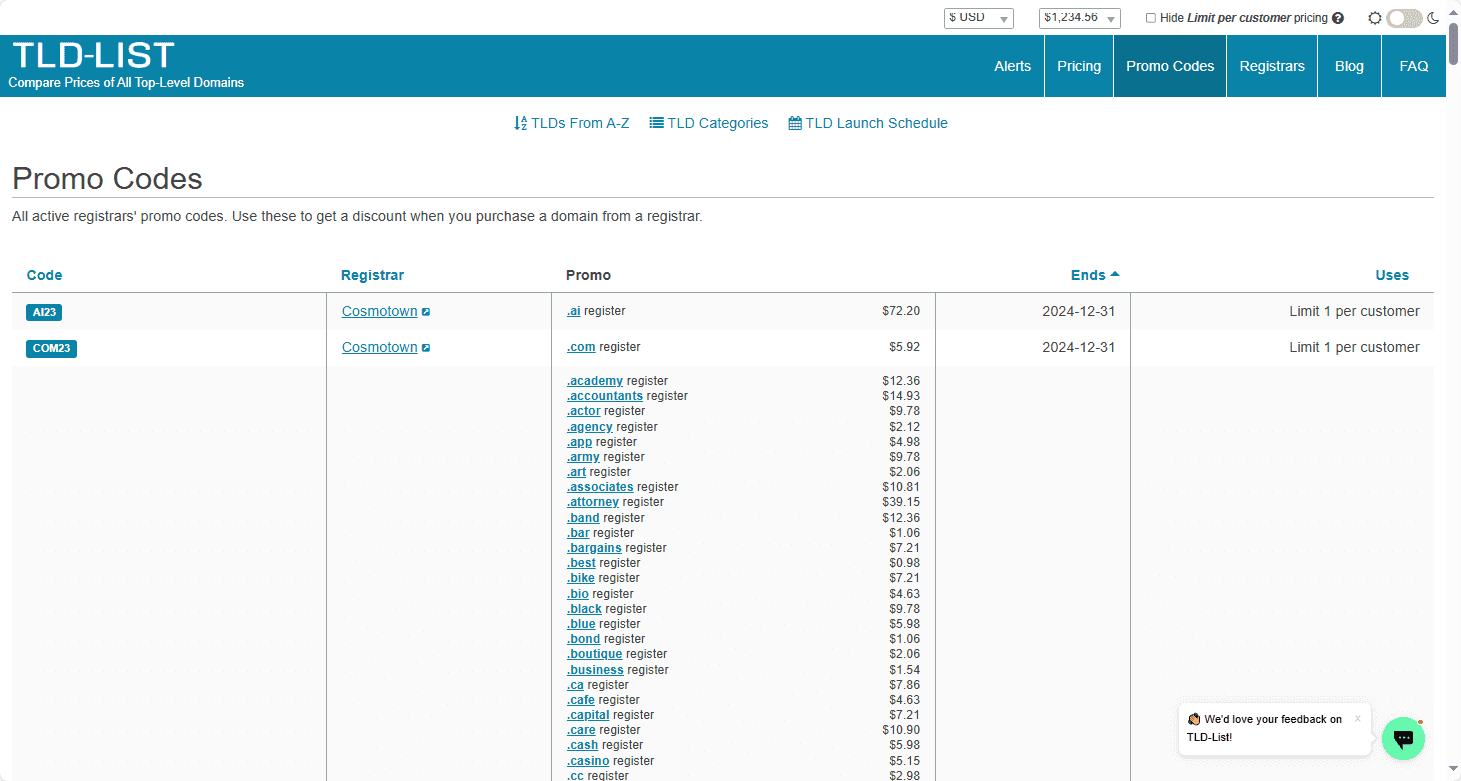 $ USD $1,234.56 Hide Limit per customer pricing
TLD-LIST
Compare Prices of All Top-Level Domains
Alerts Pricing Promo Codes Registrars Blog FAQ
TLDs From A-Z TLD Categories TLD Launch Schedule
Promo Codes
All active registrars' promo codes. Use these to get a discount when you purchase a domain from a registrar.
Code Registrar Promo Ends Uses
AI23 Cosmotown .ai register $72.20 2024-12-31 Limit 1 per customer
COM23 Cosmotown .com register $5.92 2024-12-31 Limit 1 per customer
.academy register $12.36
.accountants register $14.93
.actor register $9.78
.agency register $2.12
.app register $4.98
.army register $9.78
.art register $2.06
.associates register $10.81
.attorney register $39.15
.band register $12.36
.bar register $1.06
.bargains register $7.21
.best register $0.98
.bike register $7.21
.bio register $4.63
.black register $9.78
.blue register $5.98
.bond register $1.06
.boutique register $2.06
.business register $1.54
.ca register $7.86
.cafe register $4.63
.capital register $7.21
.care register $10.90
.cash register $5.98
.casino register $5.15
.cc register $2.98
We'd love your feedback on
TLD-List!
x